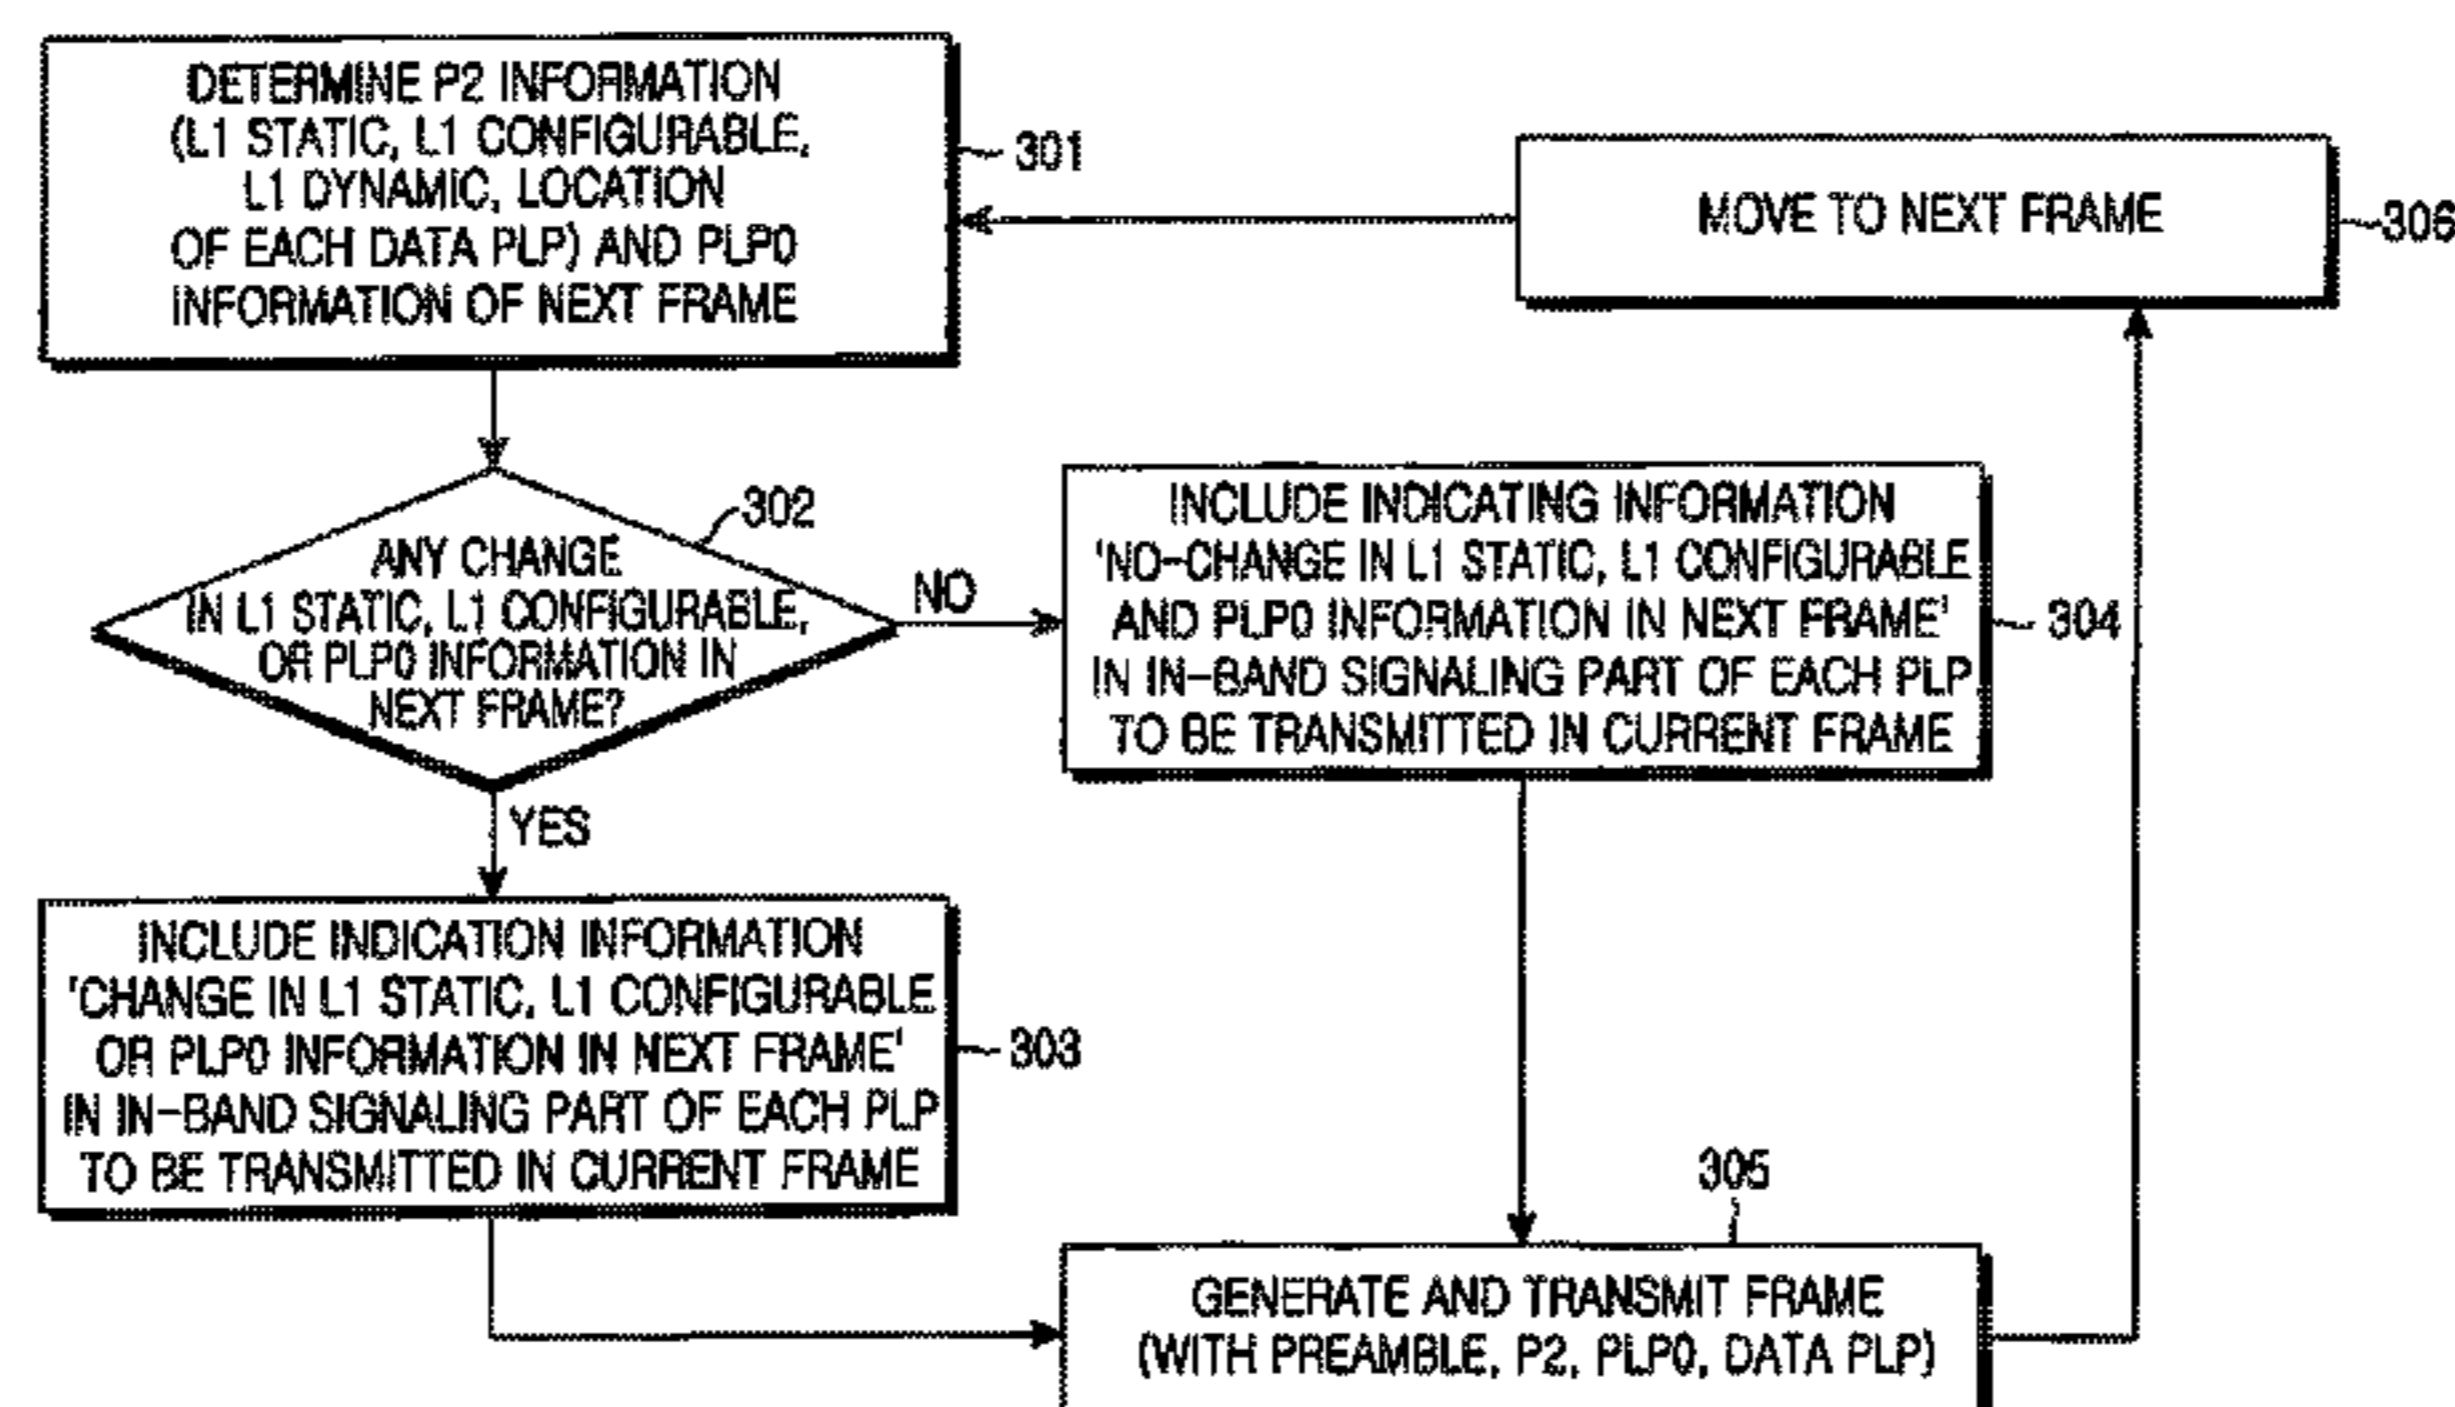 DETERMINE P2 INFORMATION
(L1 STATIC, L1 CONFIGURABLE,
L1 DYNAMIC, LOCATION
OF EACH DATA PLP) AND PLP0
INFORMATION OF NEXT FRAME
301
MOVE TO NEXT FRAME
306
302
ANY CHANGE
IN L1 STATIC, L1 CONFIGURABLE,
OR PLP0 INFORMATION IN
NEXT FRAME?
NO
YES
INCLUDE INDICATING INFORMATION
'NO-CHANGE IN L1 STATIC, L1 CONFIGURABLE
AND PLP0 INFORMATION IN NEXT FRAME'
IN IN-BAND SIGNALING PART OF EACH PLP
TO BE TRANSMITTED IN CURRENT FRAME
304
INCLUDE INDICATION INFORMATION
'CHANGE IN L1 STATIC, L1 CONFIGURABLE
OR PLP0 INFORMATION IN NEXT FRAME'
IN IN-BAND SIGNALING PART OF EACH PLP
TO BE TRANSMITTED IN CURRENT FRAME
303
305
GENERATE AND TRANSMIT FRAME
(WITH PREAMBLE, P2, PLP0, DATA PLP)